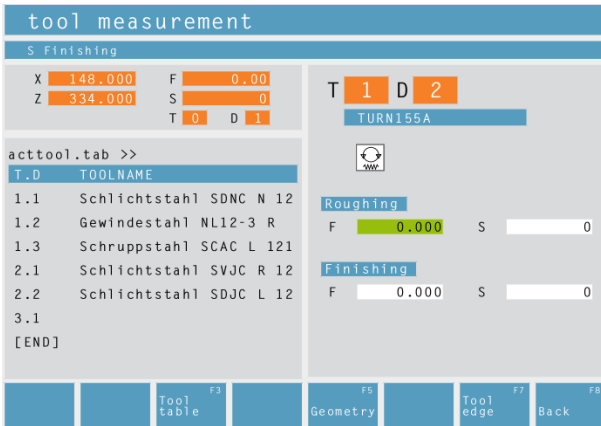 tool measurement
S Finishing
X 148.000 F 0.00
Z 334.000 S 0
T 0 D 1
acttool.tab >>
T.D TOOLNAME
1.1 Schlichtstahl SDNC N 12
1.2 Gewindestahl NL12-3 R
1.3 Schruppstahl SCAC L 121
2.1 Schlichtstahl SVJC R 12
2.2 Schlichtstahl SDJC L 12
3.1
[END]
T 1 D 2
TURN155A
Roughing
F 0.000 S 0
Finishing
F 0.000 S 0
F3
Tool
table
F5
Geometry
F7
Tool
edge
F8
Back